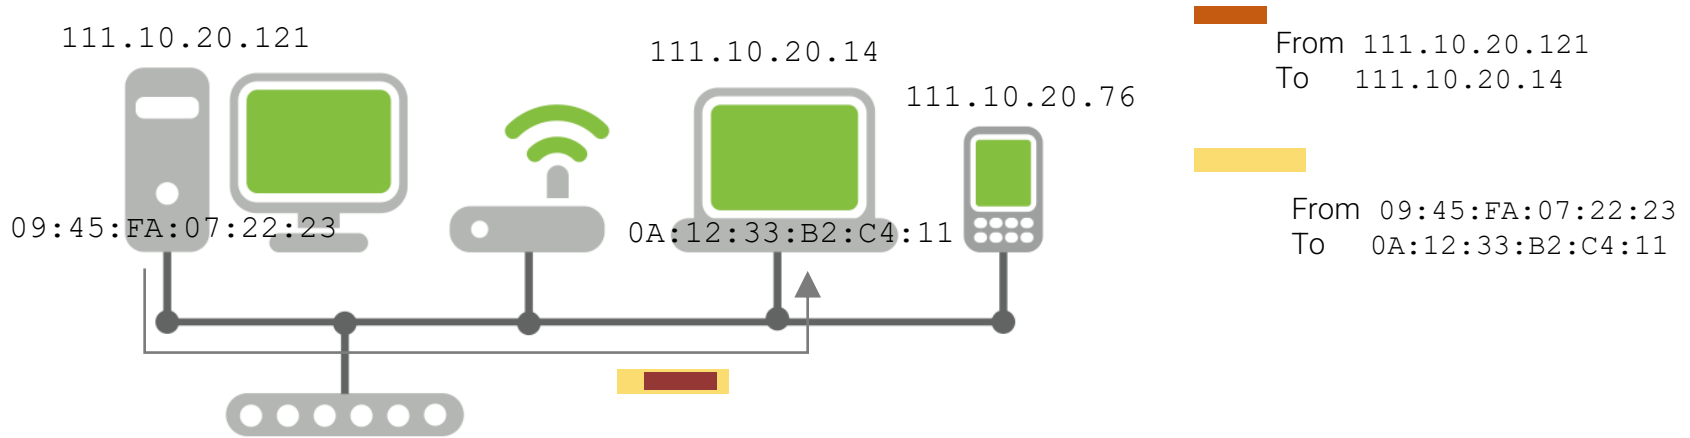 111.10.20.121
111.10.20.14
111.10.20.76
09:45:FA:07:22:23
0A:12:33:B2:C4:11
From 111.10.20.121
To 111.10.20.14
From 09:45:FA:07:22:23
To 0A:12:33:B2:C4:11